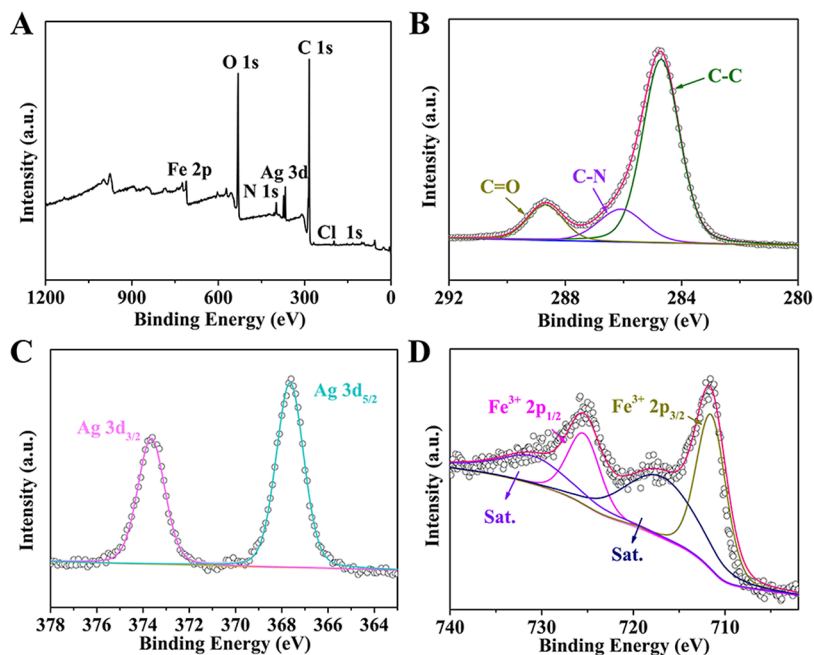 A
Intensity (a.u.)
Fe 2p
O 1s
N 1s
Ag 3d
C 1s
Cl 1s
1200
900
600
300
0
Binding Energy (eV)
B
Intensity (a.u.)
C=O
C-N
C-C
292
288
284
280
Binding Energy (eV)
C
Intensity (a.u.)
Ag 3d3/2
Ag 3d5/2
378
376
374
372
370
368
366
364
Binding Energy (eV)
D
Intensity (a.u.)
Fe³⁺ 2p1/2
Fe³⁺ 2p3/2
Sat.
Sat.
740
730
720
710
Binding Energy (eV)